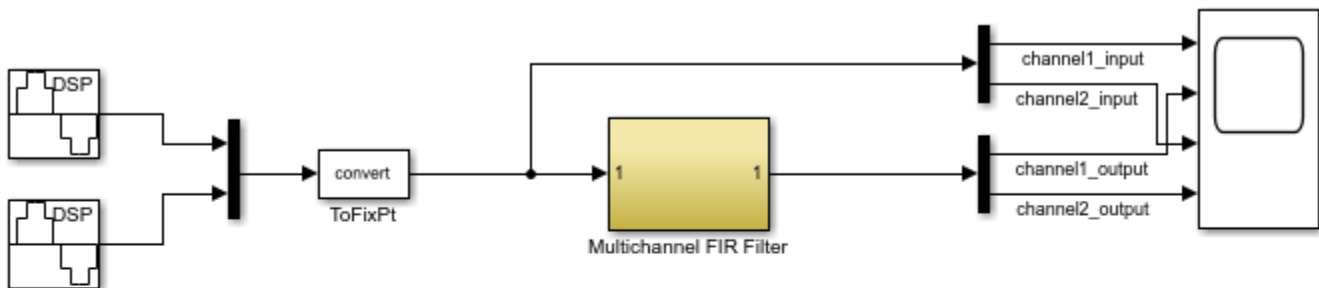 DSP
channel1_input
channel2_input
convert
ToFixPt
1
1
Multichannel FIR Filter
channel1_output
channel2_output
DSP